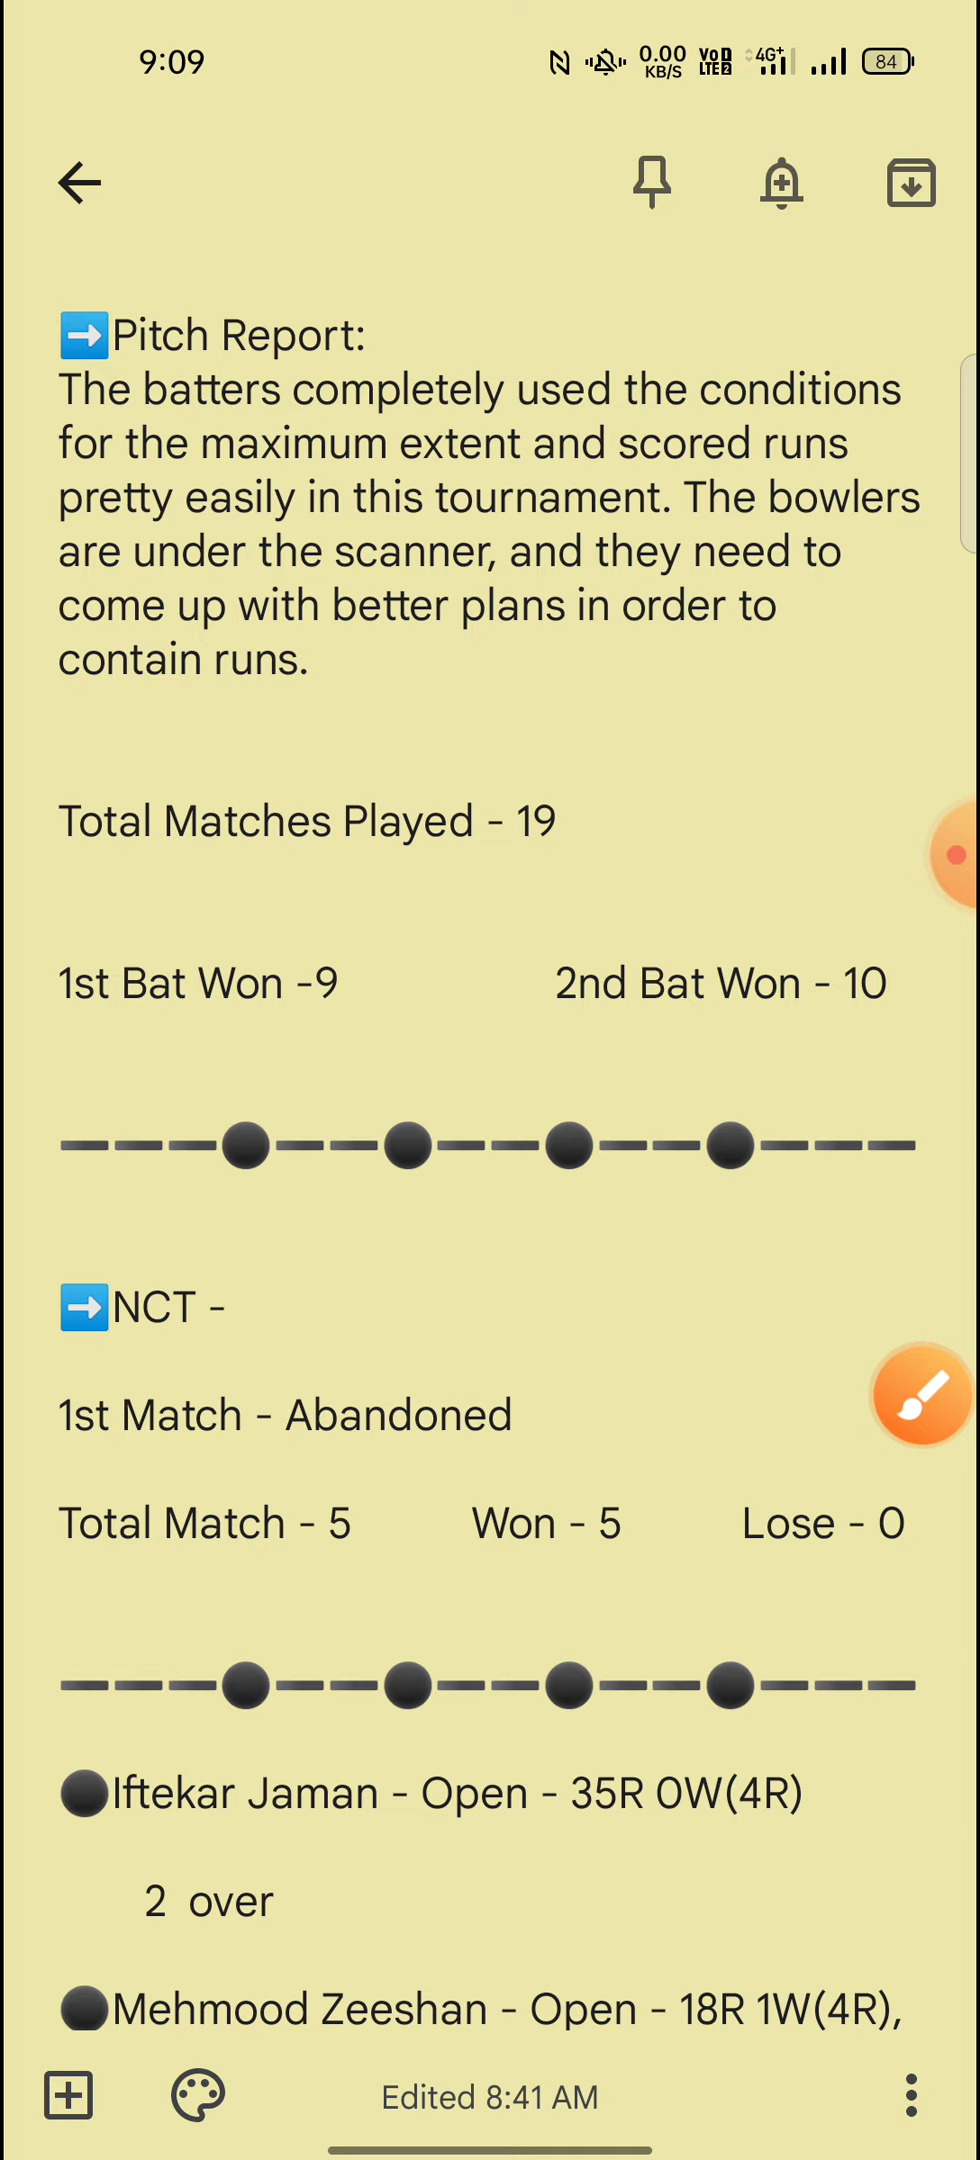 9:09
0.00 KB/S VoD LTE2 4G+ 84
➡️Pitch Report:
The batters completely used the conditions
for the maximum extent and scored runs
pretty easily in this tournament. The bowlers
are under the scanner, and they need to
come up with better plans in order to
contain runs.
Total Matches Played - 19
1st Bat Won -9 2nd Bat Won - 10
➡️NCT -
1st Match - Abandoned
Total Match - 5 Won - 5 Lose - 0
Iftekar Jaman - Open - 35R 0W(4R)
2 over
Mehmood Zeeshan - Open - 18R 1W(4R),
Edited 8:41 AM